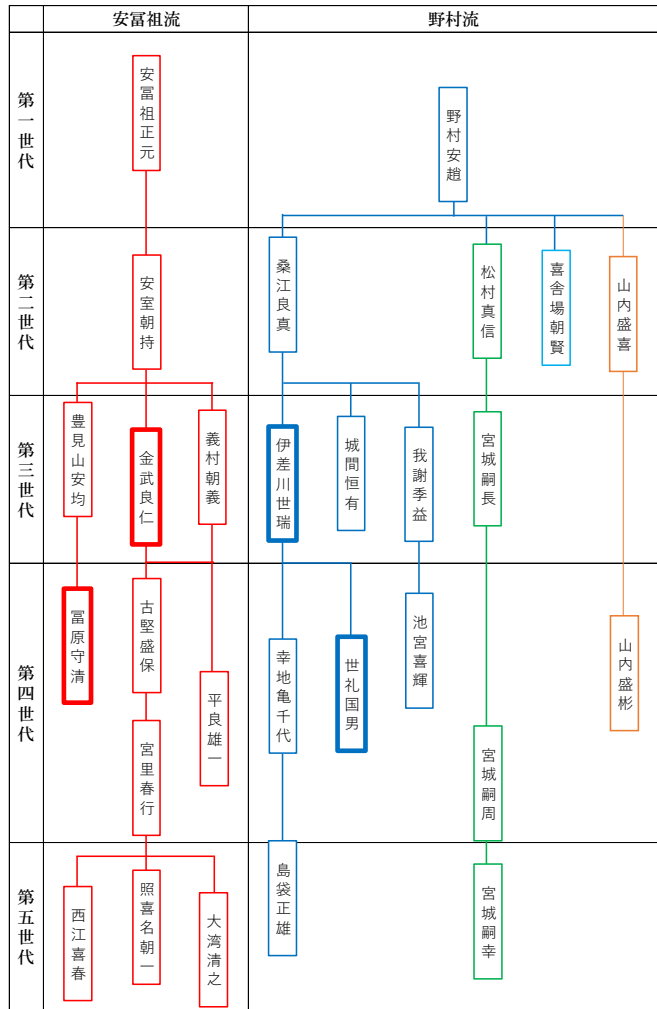 安冨祖流
野村流
第一世代
安冨祖正元
野村安趙
第二世代
安室朝持
桑江良真
松村真信
喜舎場朝賢
山内盛喜
第三世代
豊見山安均
金武良仁
義村朝義
伊差川世瑞
城間恒有
我謝季益
宮城嗣長
第四世代
冨原守清
古堅盛保
平良雄一
宮里春行
幸地亀千代
世礼国男
池宮喜輝
宮城嗣周
山内盛彬
第五世代
西江喜春
照喜名朝一
大湾清之
島袋正雄
宮城嗣幸